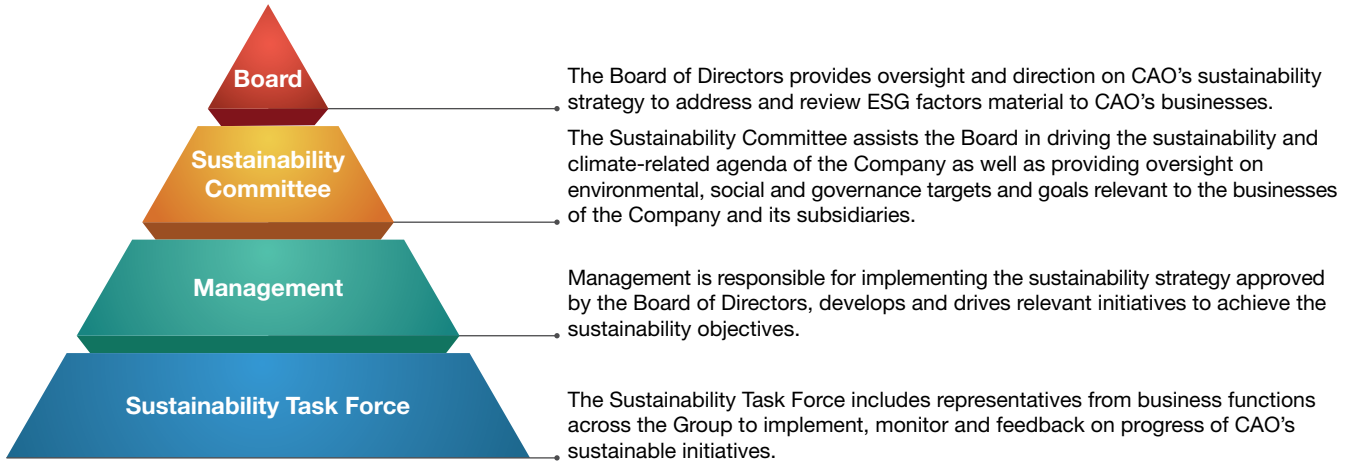 Board
The Board of Directors provides oversight and direction on CAO’s sustainability
strategy to address and review ESG factors material to CAO’s businesses.
Sustainability
Committee
The Sustainability Committee assists the Board in driving the sustainability and
climate-related agenda of the Company as well as providing oversight on
environmental, social and governance targets and goals relevant to the businesses
of the Company and its subsidiaries.
Management
Management is responsible for implementing the sustainability strategy approved
by the Board of Directors, develops and drives relevant initiatives to achieve the
sustainability objectives.
Sustainability Task Force
The Sustainability Task Force includes representatives from business functions
across the Group to implement, monitor and feedback on progress of CAO’s
sustainable initiatives.